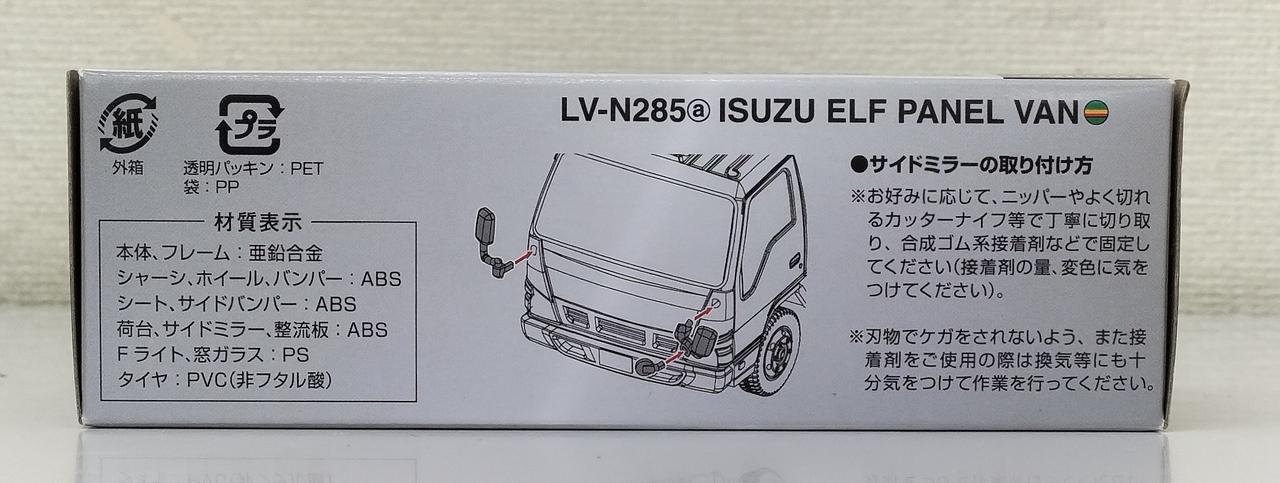 LV-N285ⓐ ISUZU ELF PANEL VAN
紙
外箱
プラ
透明パッキン:PET
袋:PP
材質表示
本体、フレーム:亜鉛合金
シャーシ、ホイール、バンパー:ABS
シート、サイドバンパー:ABS
荷台、サイドミラー、整流板:ABS
Fライト、窓ガラス:PS
タイヤ:PVC(非フタル酸)
●サイドミラーの取り付け方
※お好みに応じて、ニッパーやよく切れ
るカッターナイフ等で丁寧に切り取
り、合成ゴム系接着剤などで固定し
てください(接着剤の量、変色に気を
つけてください)。
※刃物でケガをされないよう、また接
着剤をご使用の際は換気等にも十
分気をつけて作業を行ってください。